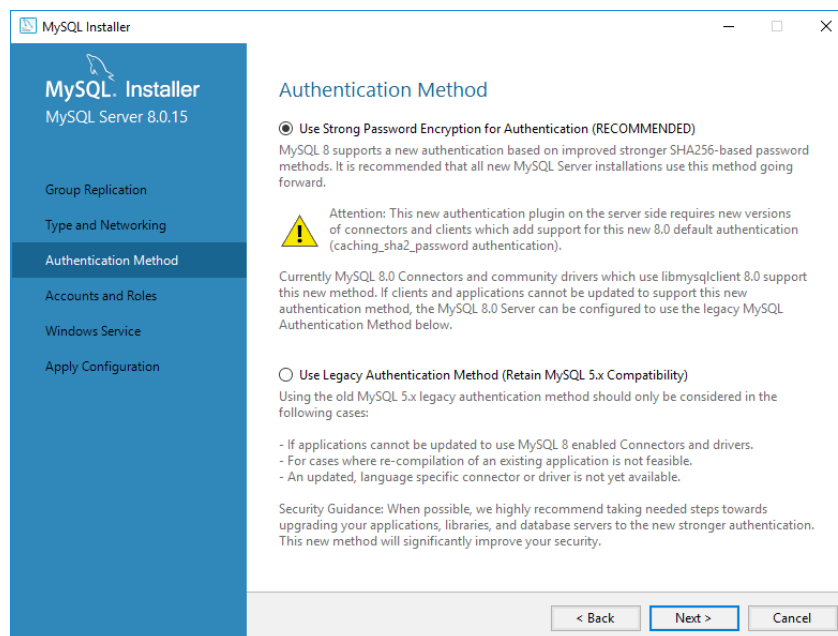 MySQL Installer
MySQL. Installer
MySQL Server 8.0.15
Group Replication
Type and Networking
Authentication Method
Accounts and Roles
Windows Service
Apply Configuration
Authentication Method
Use Strong Password Encryption for Authentication (RECOMMENDED)
MySQL 8 supports a new authentication based on improved stronger SHA256-based password
methods. It is recommended that all new MySQL Server installations use this method going
forward.
Attention: This new authentication plugin on the server side requires new versions
of connectors and clients which add support for this new 8.0 default authentication
(caching_sha2_password authentication).
Currently MySQL 8.0 Connectors and community drivers which use libmysqlclient 8.0 support
this new method. If clients and applications cannot be updated to support this new
authentication method, the MySQL 8.0 Server can be configured to use the legacy MySQL
Authentication Method below.
Use Legacy Authentication Method (Retain MySQL 5.x Compatibility)
Using the old MySQL 5.x legacy authentication method should only be considered in the
following cases:
- If applications cannot be updated to use MySQL 8 enabled Connectors and drivers.
- For cases where re-compilation of an existing application is not feasible.
- An updated, language specific connector or driver is not yet available.
Security Guidance: When possible, we highly recommend taking needed steps towards
upgrading your applications, libraries, and database servers to the new stronger authentication.
This new method will significantly improve your security.
< Back
Next >
Cancel